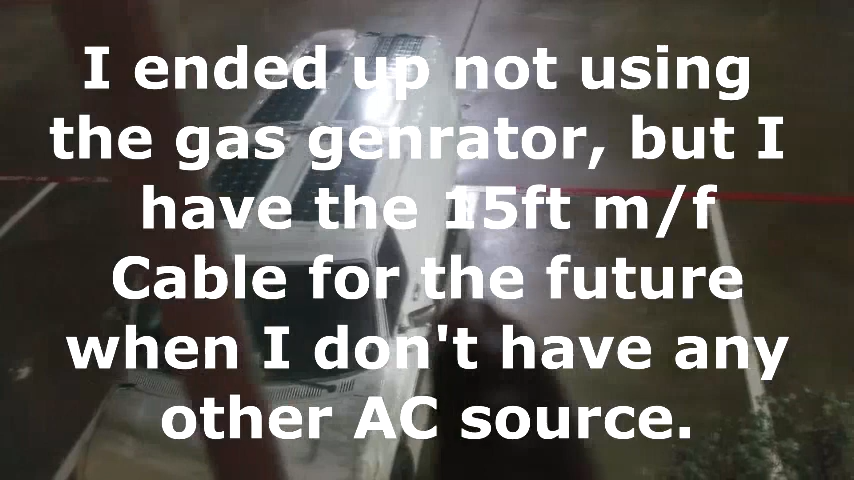 I ended up not using
the gas genrator, but I
have the 15ft m/f
Cable for the future
when I don't have any
other AC source.